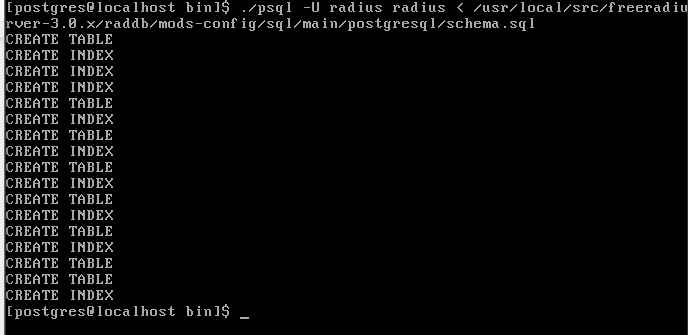 [postgres@localhost bin]$ ./psql -U radius radius < /usr/local/src/freeradiu
rver-3.0.x/raddb/mods-config/sql/main/postgresql/schema.sql
CREATE TABLE
CREATE INDEX
CREATE INDEX
CREATE INDEX
CREATE TABLE
CREATE INDEX
CREATE TABLE
CREATE INDEX
CREATE TABLE
CREATE INDEX
CREATE TABLE
CREATE INDEX
CREATE TABLE
CREATE INDEX
CREATE TABLE
CREATE TABLE
CREATE INDEX
[postgres@localhost bin]$ _